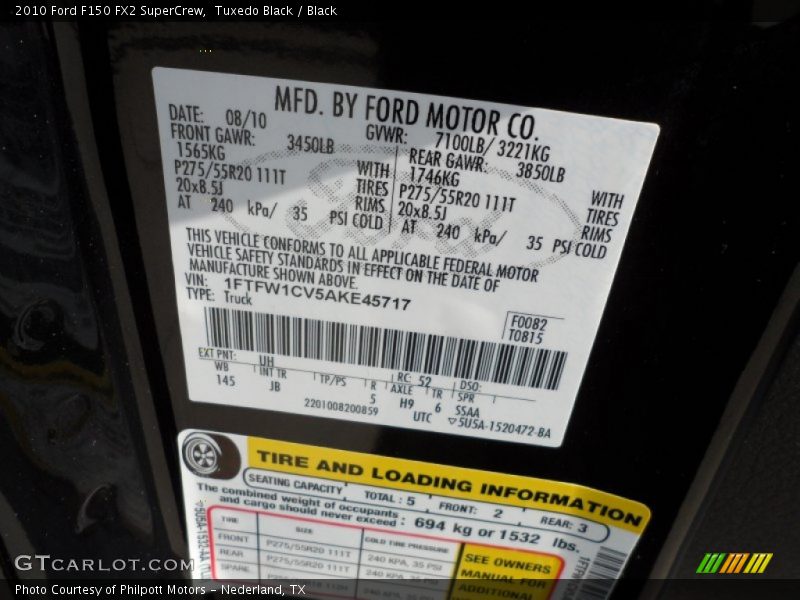 2010 Ford F150 FX2 SuperCrew, Tuxedo Black / Black
MFD. BY FORD MOTOR CO.
DATE: 08/10 GVWR: 7100LB/ 3221KG
FRONT GAWR: 3450LB REAR GAWR: 3850LB
1565KG WITH 1746KG WITH
P275/55R20 111T TIRES P275/55R20 111T TIRES
20x8.5J RIMS 20x8.5J RIMS
AT 240 kPa/ 35 PSI COLD AT 240 kPa/ 35 PSI COLD
THIS VEHICLE CONFORMS TO ALL APPLICABLE FEDERAL MOTOR
VEHICLE SAFETY STANDARDS IN EFFECT ON THE DATE OF
MANUFACTURE SHOWN ABOVE.
VIN: 1FTFW1CV5AKE45717
TYPE: Truck
F0082
T0815
EXT PNT: UH RC: 52 DSO:
WB INT TR TP/PS R AXLE TR SPR
145 JB 5 H9 6 SSAA
2201008200859 UTC ▽5U5A-1520472-BA
TIRE AND LOADING INFORMATION
SEATING CAPACITY TOTAL : 5 FRONT: 2 REAR: 3
The combined weight of occupants
and cargo should never exceed : 694 kg or 1532 lbs.
TIRE SIZE COLD TIRE PRESSURE
FRONT P275/55R20 111T 240 KPA, 35 PSI
REAR P275/55R20 111T 240 KPA, 35 PSI
SPARE
SEE OWNERS
MANUAL FOR
ADDITIONAL
GTCarLot.com
Photo Courtesy of Philpott Motors - Nederland, TX